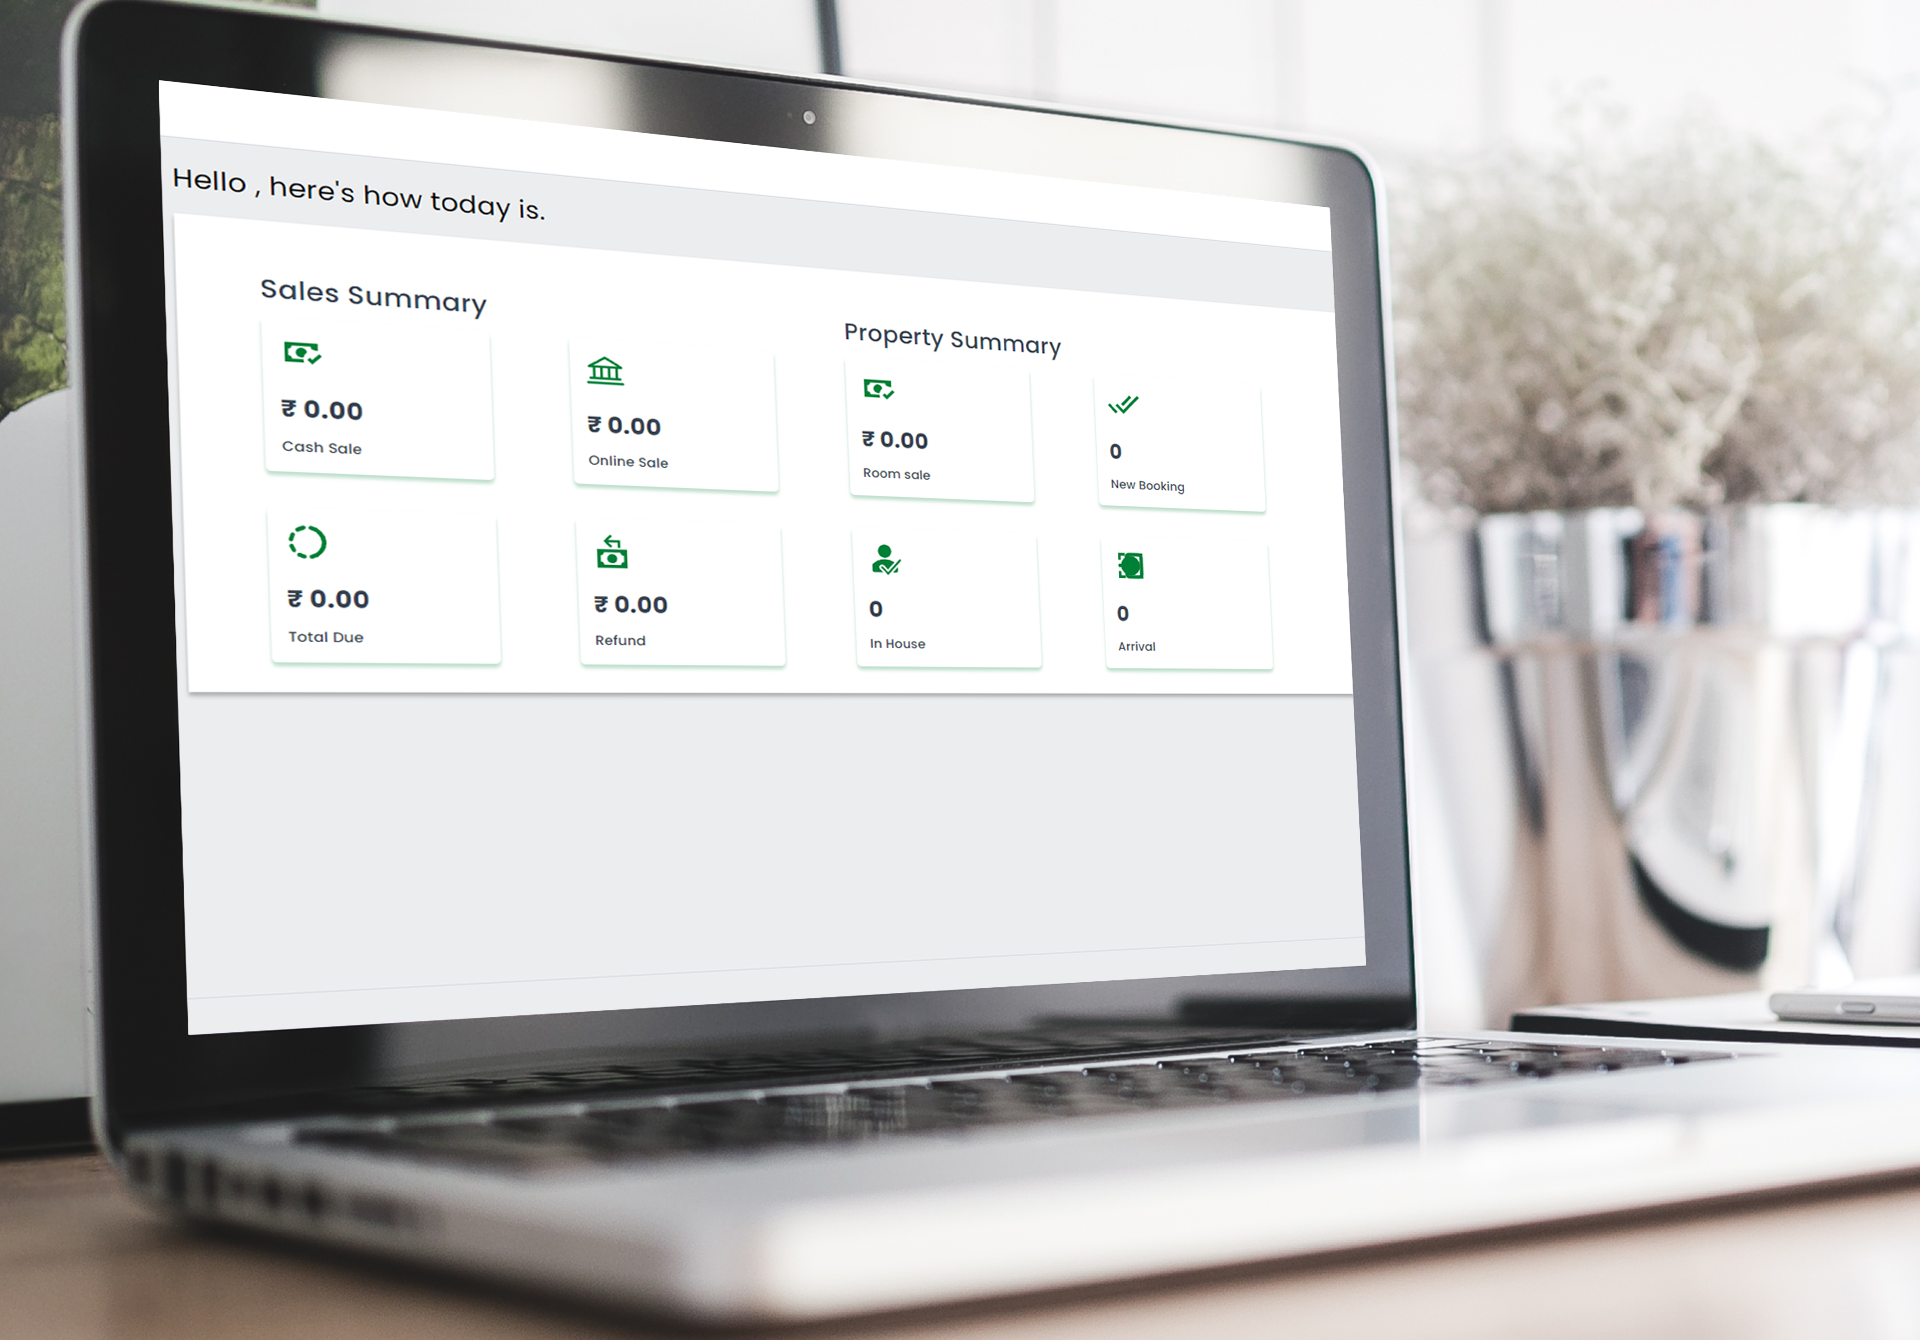 Hello , here's how today is.
Sales Summary
₹ 0.00
Cash Sale
₹ 0.00
Online Sale
₹ 0.00
Total Due
₹ 0.00
Refund
Property Summary
₹ 0.00
Room sale
0
New Booking
0
In House
0
Arrival